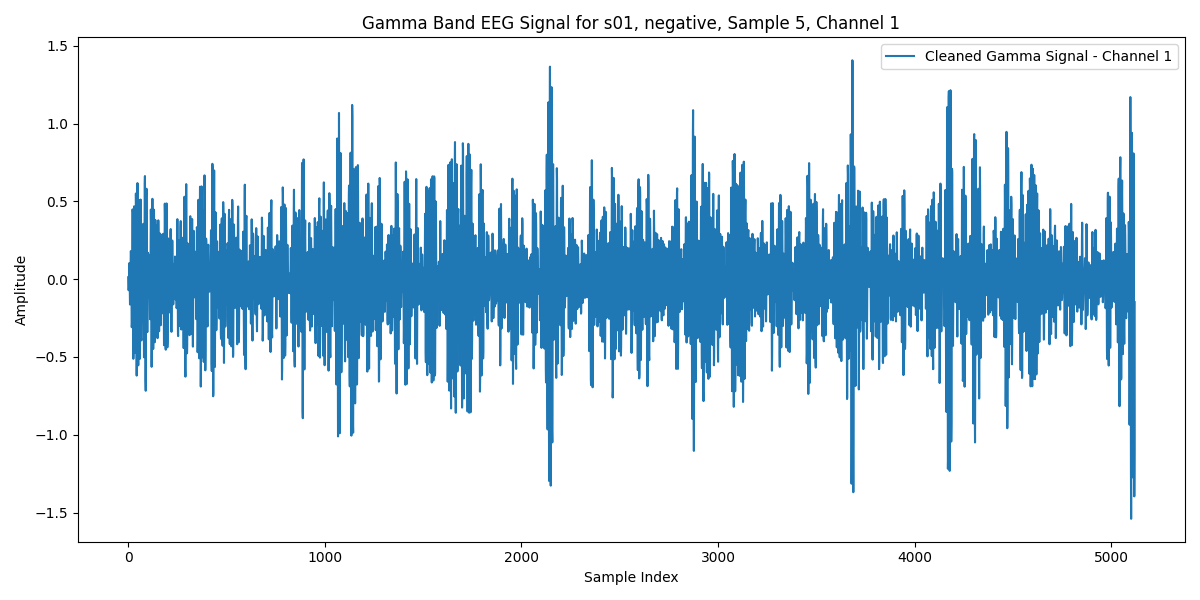 Gamma Band EEG Signal for s01, negative, Sample 5, Channel 1
Cleaned Gamma Signal - Channel 1
1.5
1.0
0.5
0.0
−0.5
−1.0
−1.5
Amplitude
0 1000 2000 3000 4000 5000
Sample Index